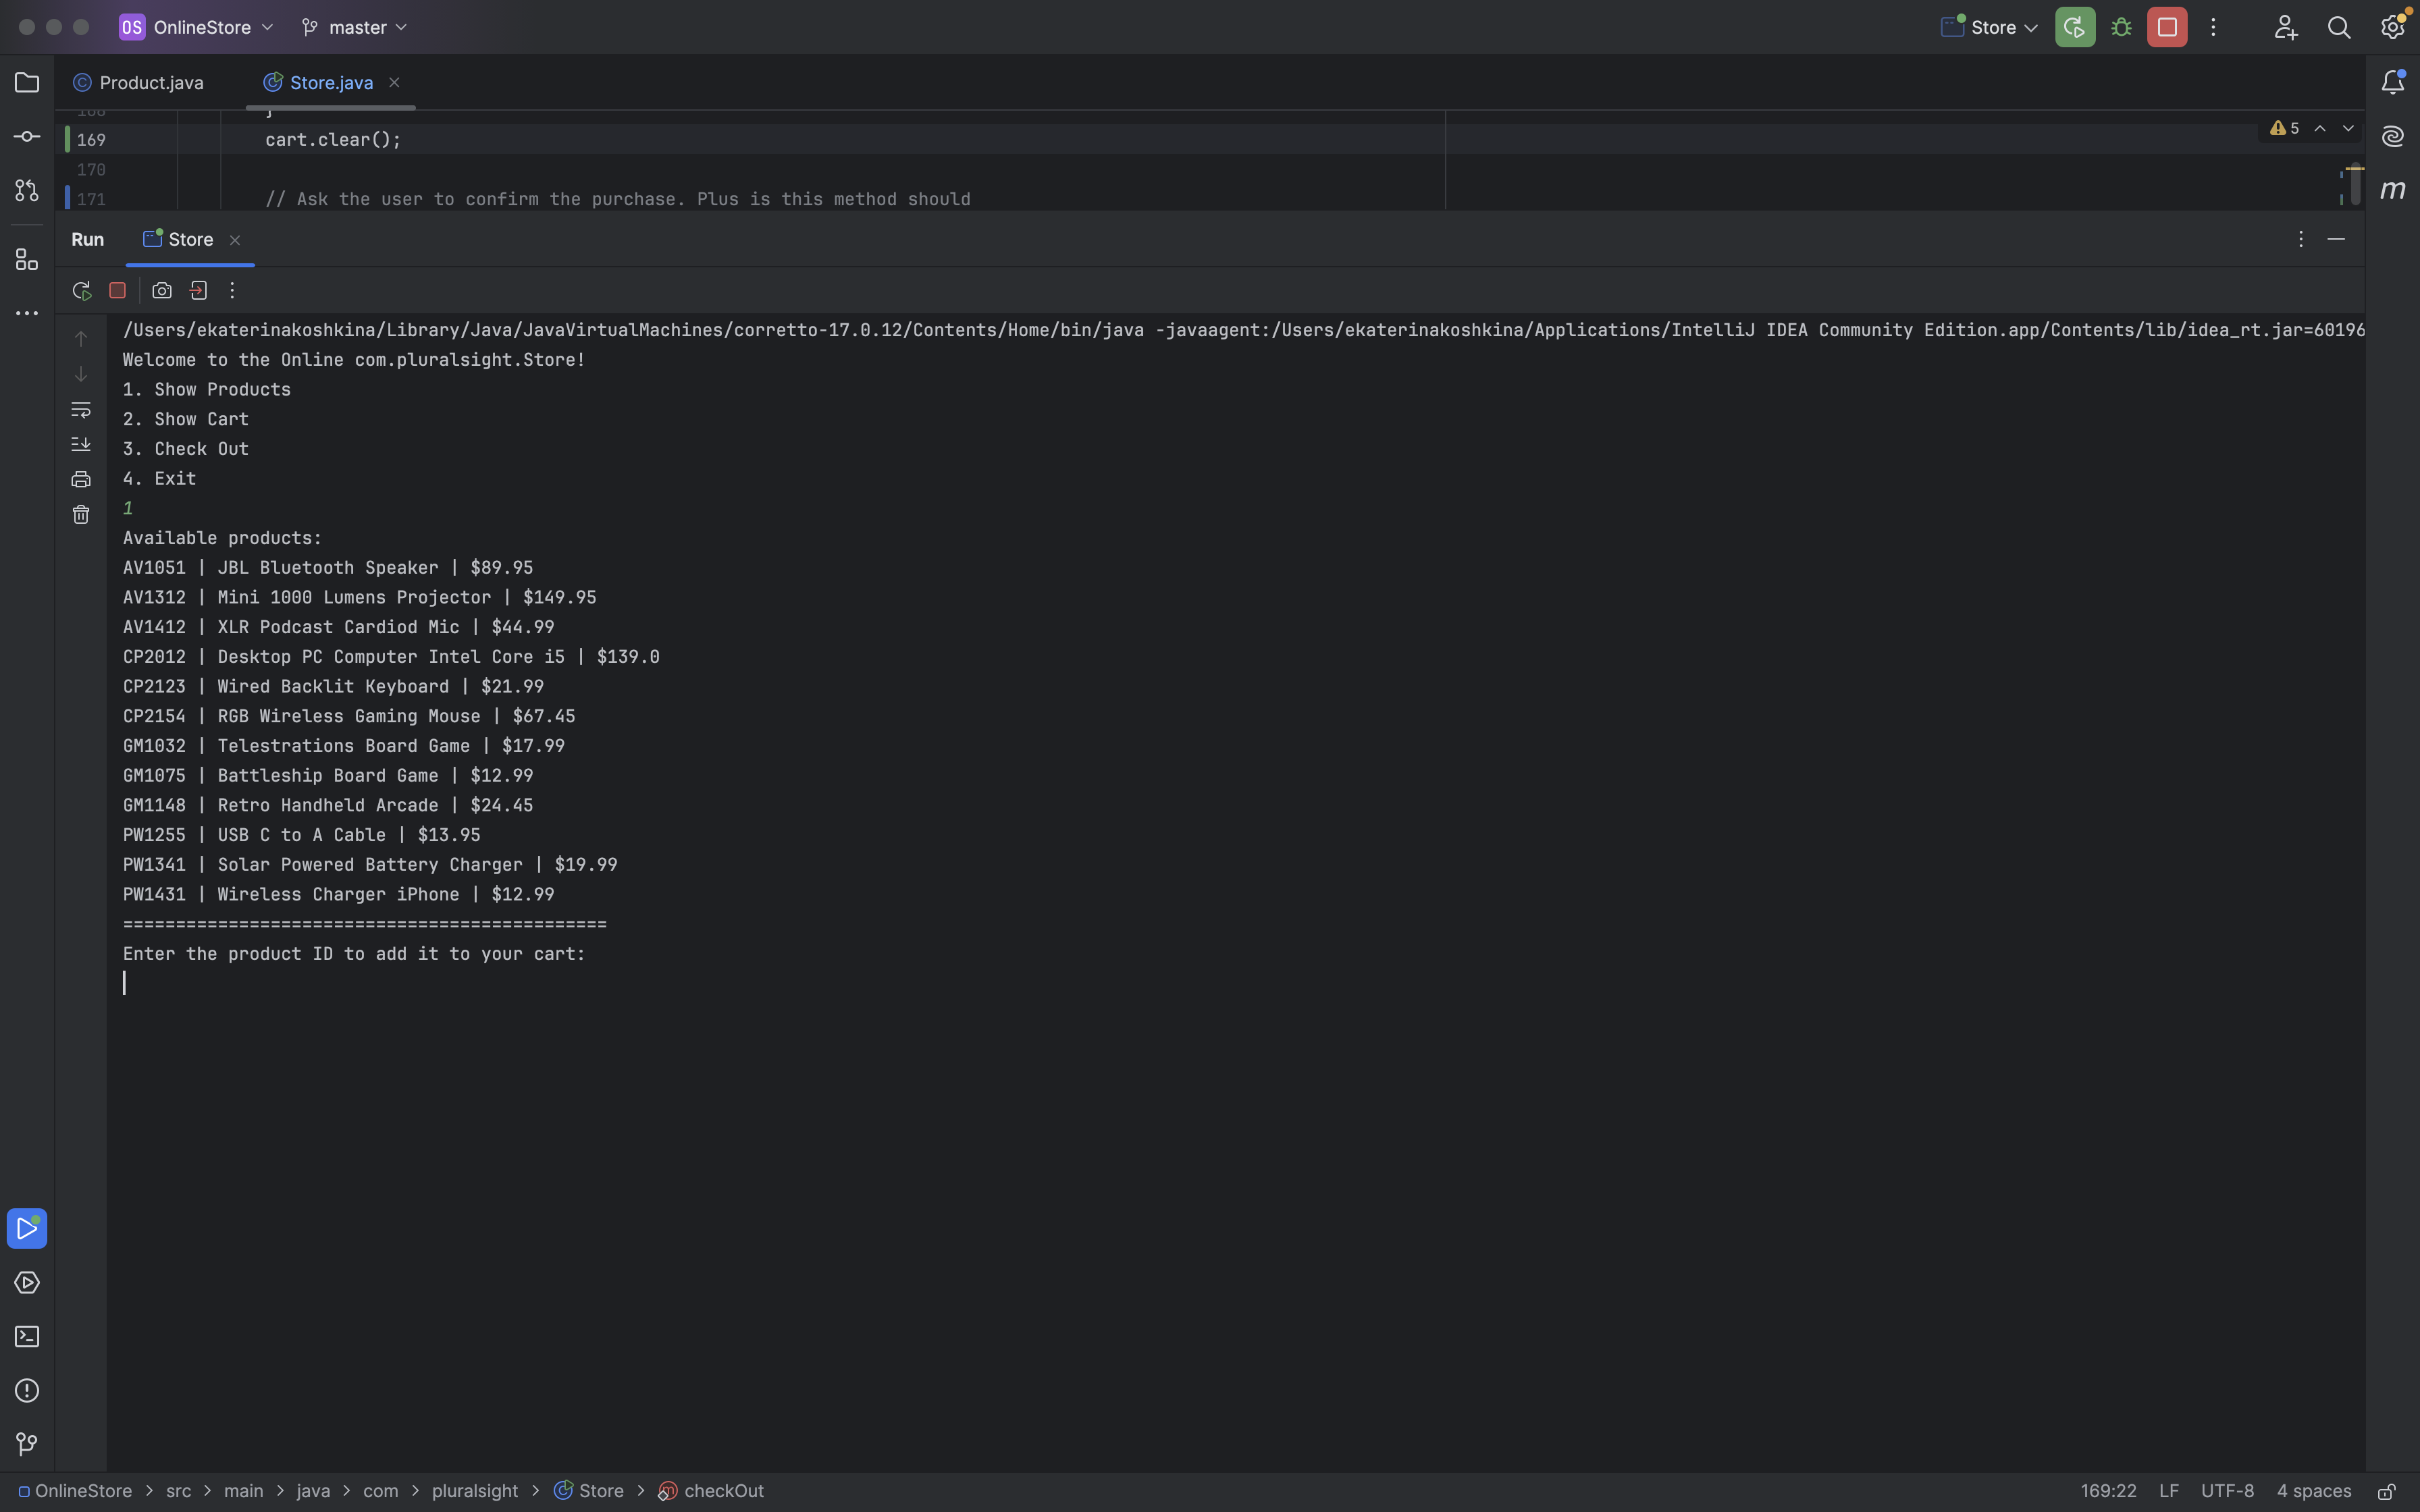 OS OnlineStore master Store
Product.java Store.java
168 }
169 cart.clear(); 5
170
171 // Ask the user to confirm the purchase. Plus is this method should
Run Store
/Users/ekaterinakoshkina/Library/Java/JavaVirtualMachines/corretto-17.0.12/Contents/Home/bin/java -javaagent:/Users/ekaterinakoshkina/Applications/IntelliJ IDEA Community Edition.app/Contents/lib/idea_rt.jar=60196
Welcome to the Online com.pluralsight.Store!
1. Show Products
2. Show Cart
3. Check Out
4. Exit
1
Available products:
AV1051 | JBL Bluetooth Speaker | $89.95
AV1312 | Mini 1000 Lumens Projector | $149.95
AV1412 | XLR Podcast Cardiod Mic | $44.99
CP2012 | Desktop PC Computer Intel Core i5 | $139.0
CP2123 | Wired Backlit Keyboard | $21.99
CP2154 | RGB Wireless Gaming Mouse | $67.45
GM1032 | Telestrations Board Game | $17.99
GM1075 | Battleship Board Game | $12.99
GM1148 | Retro Handheld Arcade | $24.45
PW1255 | USB C to A Cable | $13.95
PW1341 | Solar Powered Battery Charger | $19.99
PW1431 | Wireless Charger iPhone | $12.99
==============================================
Enter the product ID to add it to your cart:
OnlineStore > src > main > java > com > pluralsight > Store > checkOut 169:22 LF UTF-8 4 spaces